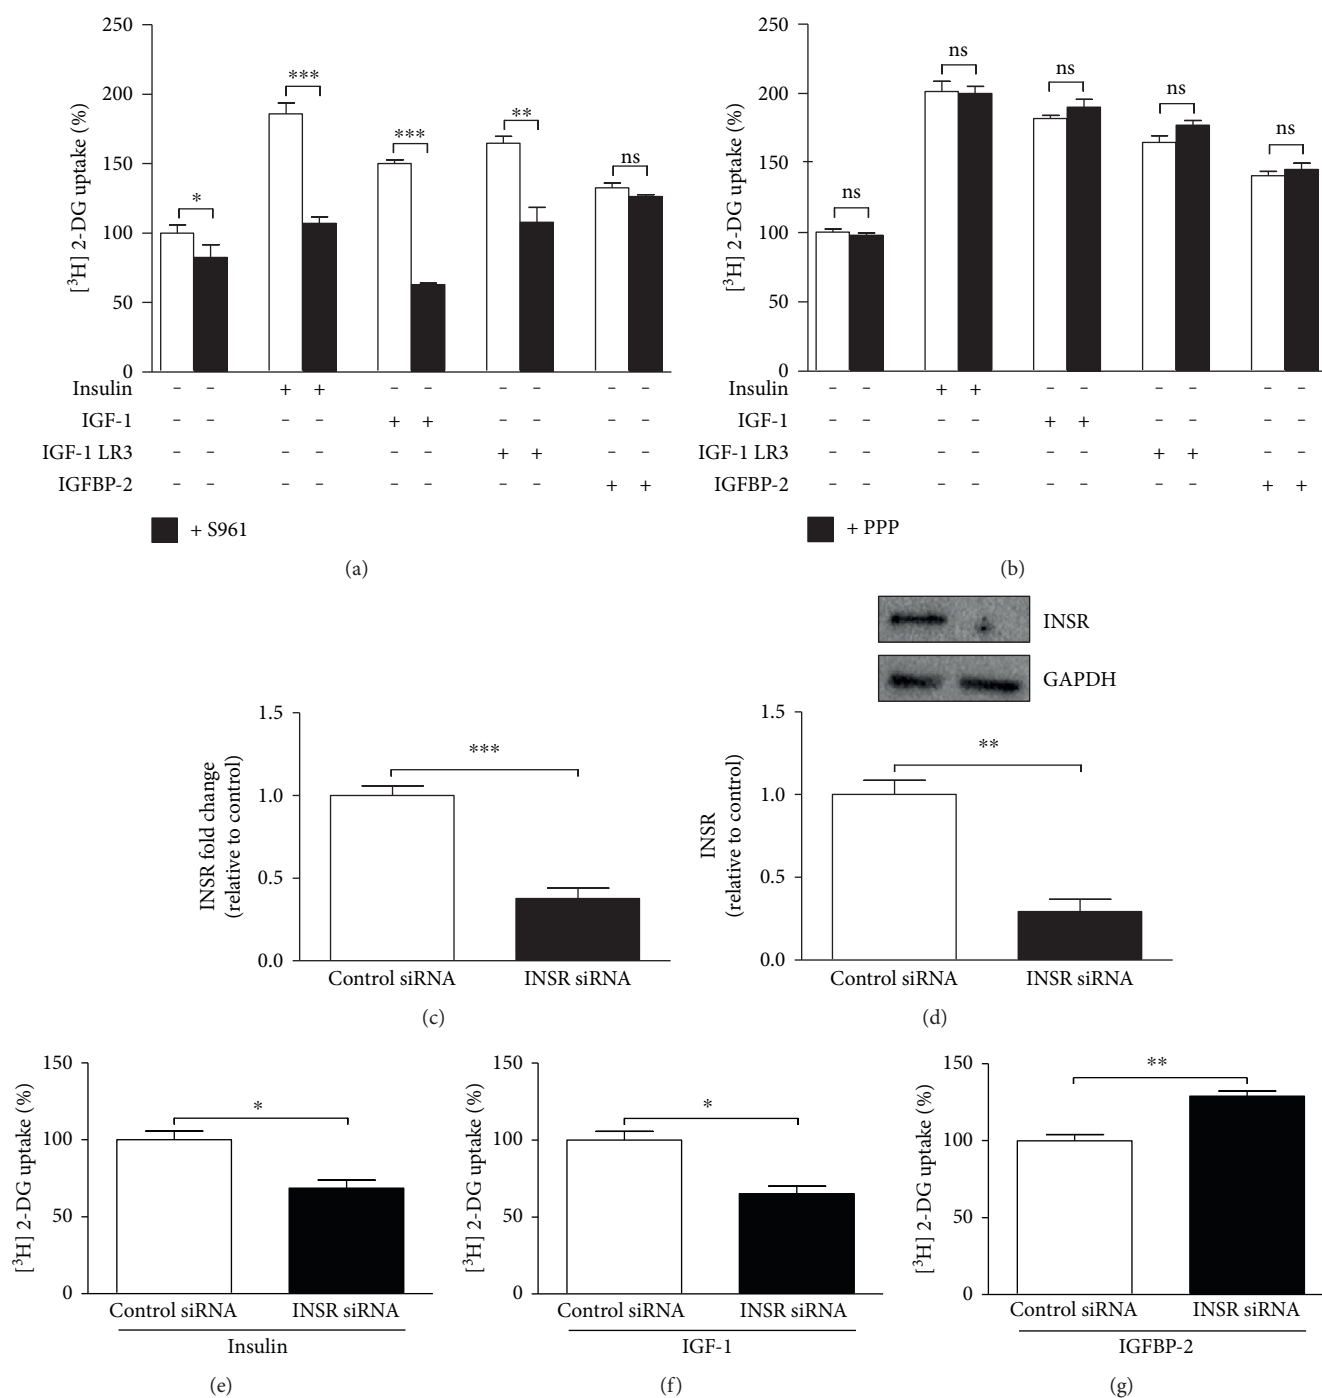 250
200
150
100
50
0
[³H] 2-DG uptake (%)
*
***
***
**
ns
Insulin – – + + – – – – – –
IGF-1 – – – – + + – – – –
IGF-1 LR3 – – – – – – + + – –
IGFBP-2 – – – – – – – – + +
+ S961
(a)
250
200
150
100
50
0
[³H] 2-DG uptake (%)
ns
ns
ns
ns
ns
Insulin – – + + – – – – – –
IGF-1 – – – – + + – – – –
IGF-1 LR3 – – – – – – + + – –
IGFBP-2 – – – – – – – – + +
+ PPP
(b)
1.5
1.0
0.5
0.0
INSR fold change
(relative to control)
***
Control siRNA INSR siRNA
(c)
INSR
GAPDH
1.5
1.0
0.5
0.0
INSR
(relative to control)
**
Control siRNA INSR siRNA
(d)
150
100
50
0
[³H] 2-DG uptake (%)
*
Control siRNA INSR siRNA
Insulin
(e)
150
100
50
0
[³H] 2-DG uptake (%)
*
Control siRNA INSR siRNA
IGF-1
(f)
150
100
50
0
[³H] 2-DG uptake (%)
**
Control siRNA INSR siRNA
IGFBP-2
(g)